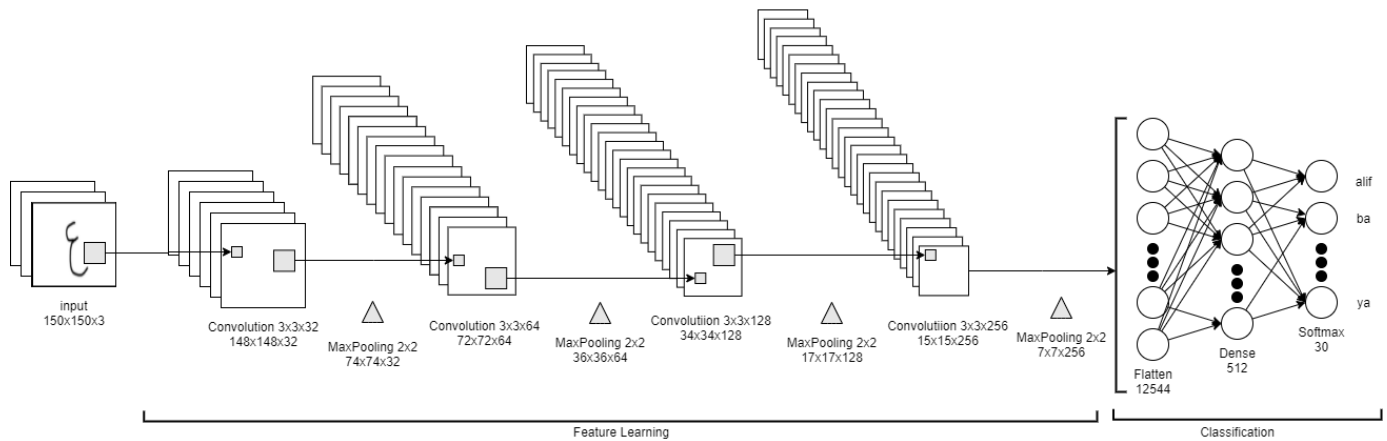 ع
input
150x150x3
Convolutiion 3x3x32
148x148x32
MaxPooling 2x2
74x74x32
Convolution 3x3x64
72x72x64
MaxPooling 2x2
36x36x64
Convolutiion 3x3x128
34x34x128
MaxPooling 2x2
17x17x128
Convolutiion 3x3x256
15x15x256
MaxPooling 2x2
7x7x256
Flatten
12544
Dense
512
Softmax
30
alif
ba
ya
Feature Learning
Classification